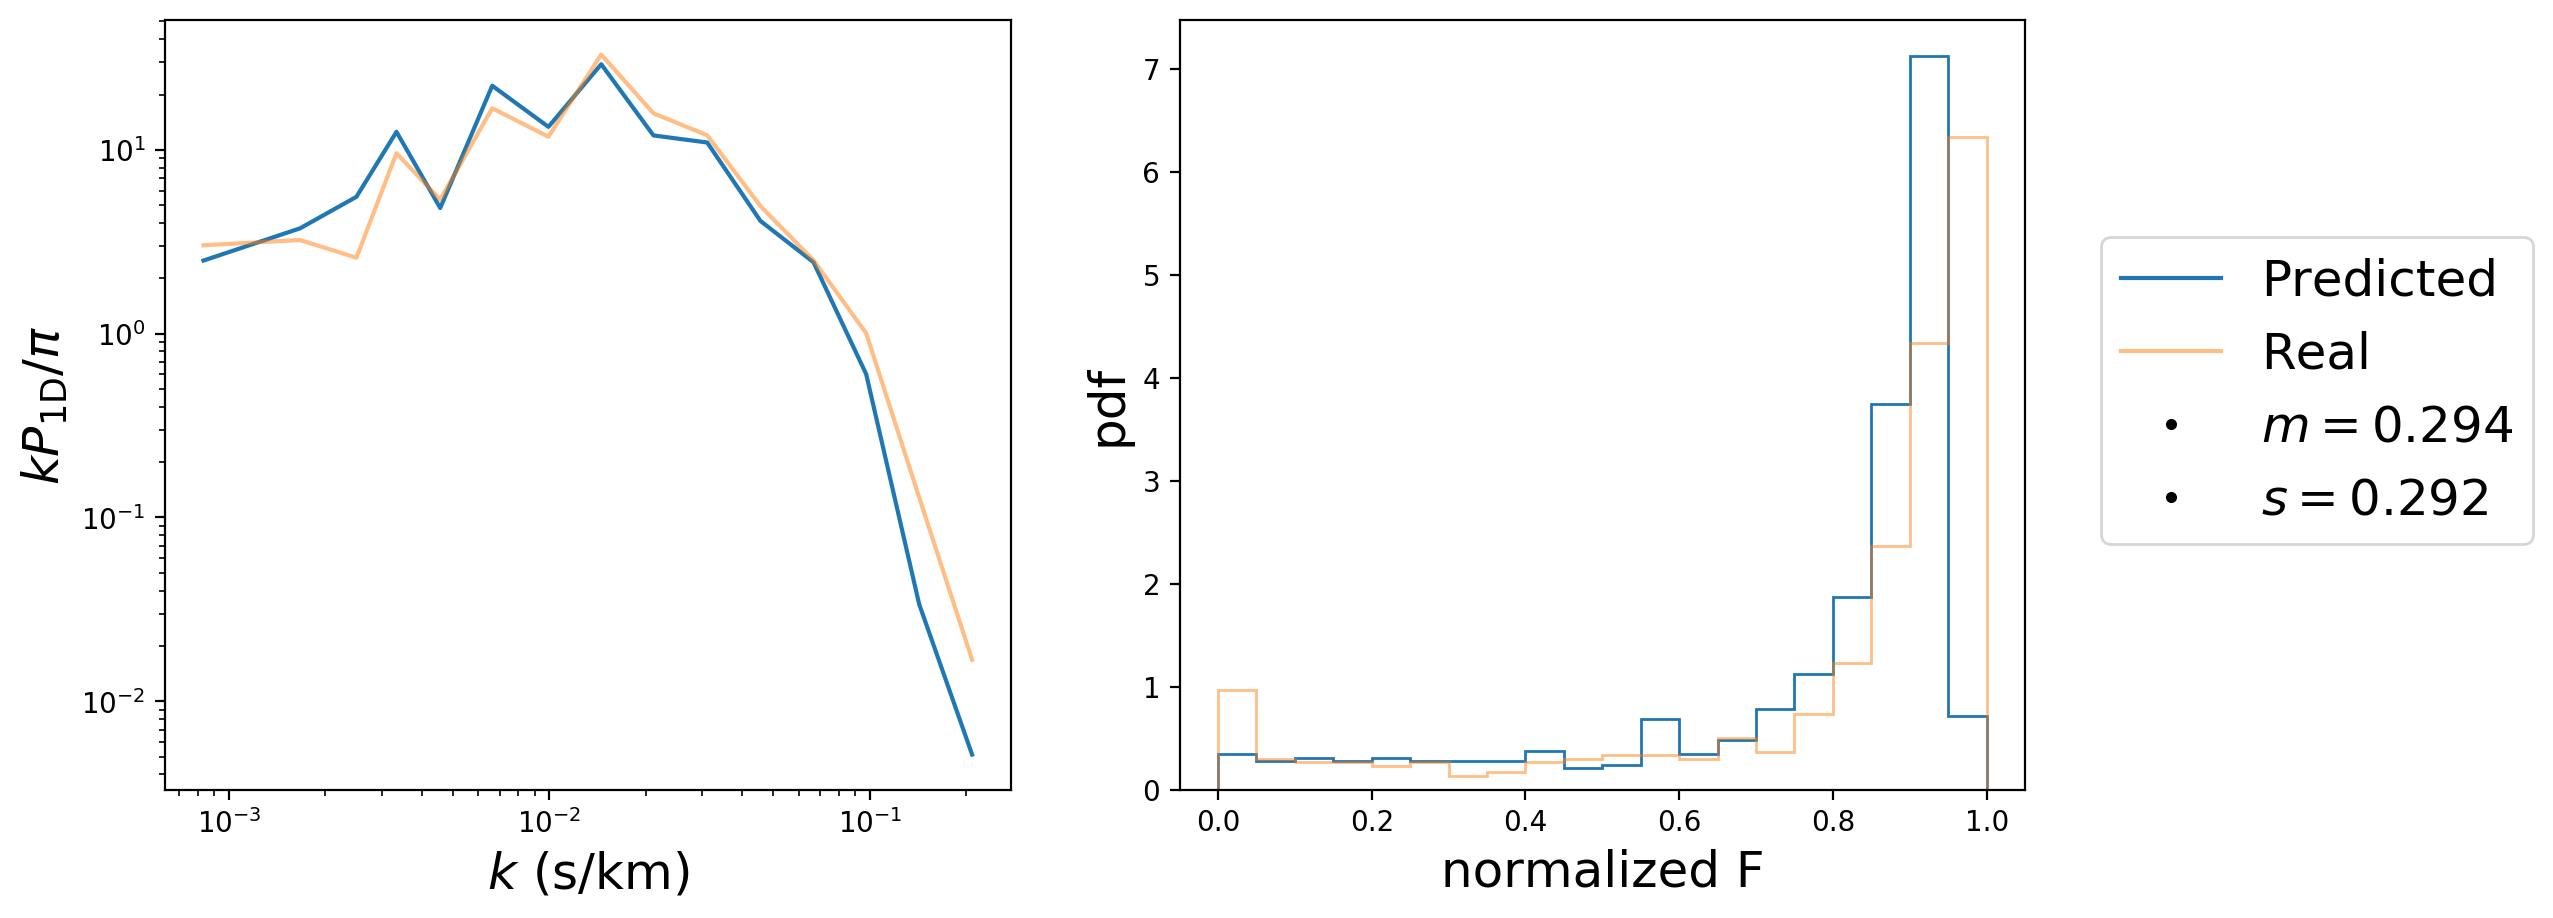 10¹
10⁰
10⁻¹
10⁻²
kP₁D/π
10⁻³ 10⁻² 10⁻¹
k (s/km)
7
6
5
4
3
2
1
0
pdf
0.0 0.2 0.4 0.6 0.8 1.0
normalized F
Predicted
Real
m = 0.294
s = 0.292